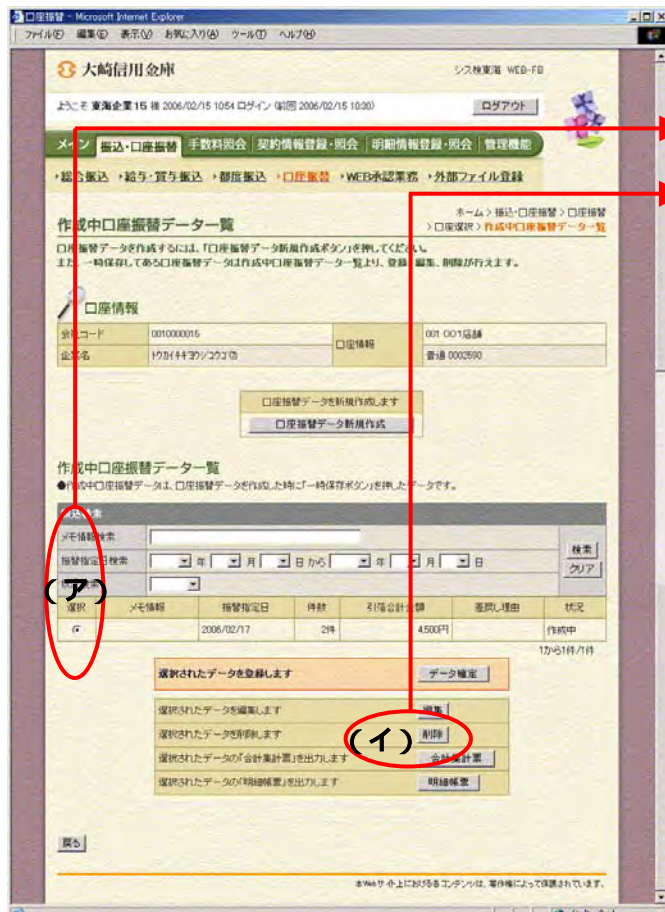 口座振替 - Microsoft Internet Explorer
ファイル(F) 編集(E) 表示(V) お気に入り(A) ツール(T) ヘルプ(H)
大崎信用金庫
シス検東海 WEB-FB
ようこそ 東海企業15 様 2006/02/15 1054 ログイン (前回 2006/02/15 1030)
ログアウト
メイン 振込・口座振替 手数料照会 契約情報登録・照会 明細情報登録・照会 管理機能
総合振込 給与・賞与振込 都度振込 口座振替 WEB承認業務 外部ファイル登録
ホーム > 振込・口座振替 > 口座振替
> 口座選択 > 作成中口座振替データ一覧
作成中口座振替データ一覧
口座振替データを作成するには、「口座振替データ新規作成ボタン」を押してください。
また、一時保存してある口座振替データは作成中口座振替データ一覧より、登録、編集、削除が行えます。
口座情報
会社コード 0010000015 口座情報 001 001店舗
企業名 普通 0002590
口座振替データを新規作成します
口座振替データ新規作成
作成中口座振替データ一覧
●作成中口座振替データは、口座振替データを作成した時に「一時保存ボタン」を押したデータです。
メモ情報検索
振替指定日検索 年 月 日 から 年 月 日
検索
クリア
(ア)
選択 メモ情報 振替指定日 件数 引落合計金額 差戻し理由 状況
2006/02/17 2件 4,500円 作成中
1から1件/1件
選択されたデータを登録します データ確定
選択されたデータを編集します 編集
選択されたデータを削除します 削除
(イ)
選択されたデータの「会計集計票」を出力します 会計集計票
選択されたデータの「明細帳票」を出力します 明細帳票
戻る
本Webサイト上におけるコンテンツは、著作権によって保護されています。